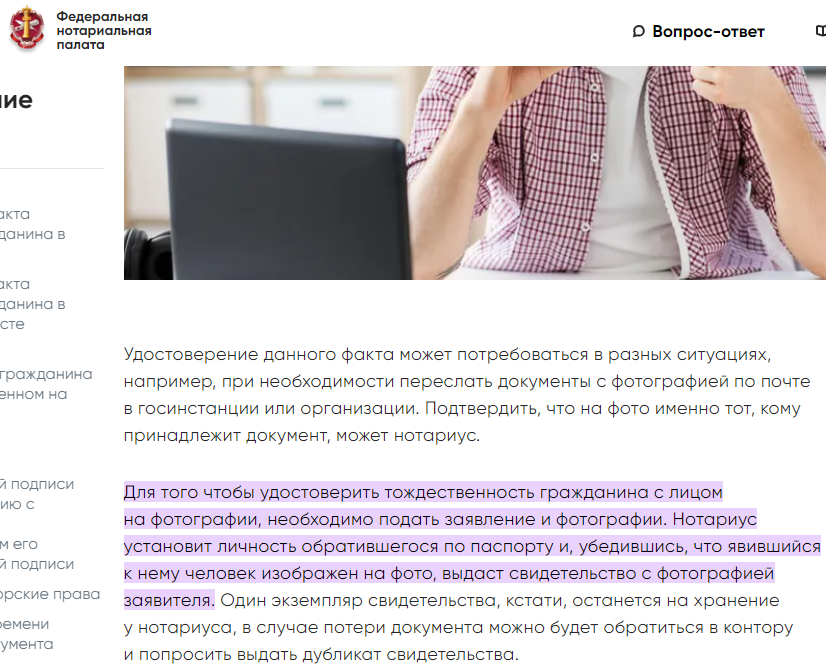 Федеральная
нотариальная
палата
Вопрос-ответ
ие
акта
данина в
акта
данина в
сте
гражданина
енном на
й подписи
ию с
м его
й подписи
орские права
ремени
умента
Удостоверение данного факта может потребоваться в разных ситуациях,
например, при необходимости переслать документы с фотографией по почте
в госинстанции или организации. Подтвердить, что на фото именно тот, кому
принадлежит документ, может нотариус.
Для того чтобы удостоверить тождественность гражданина с лицом
на фотографии, необходимо подать заявление и фотографии. Нотариус
установит личность обратившегося по паспорту и, убедившись, что явившийся
к нему человек изображен на фото, выдаст свидетельство с фотографией
заявителя. Один экземпляр свидетельства, кстати, останется на хранение
у нотариуса, в случае потери документа можно будет обратиться в контору
и попросить выдать дубликат свидетельства.